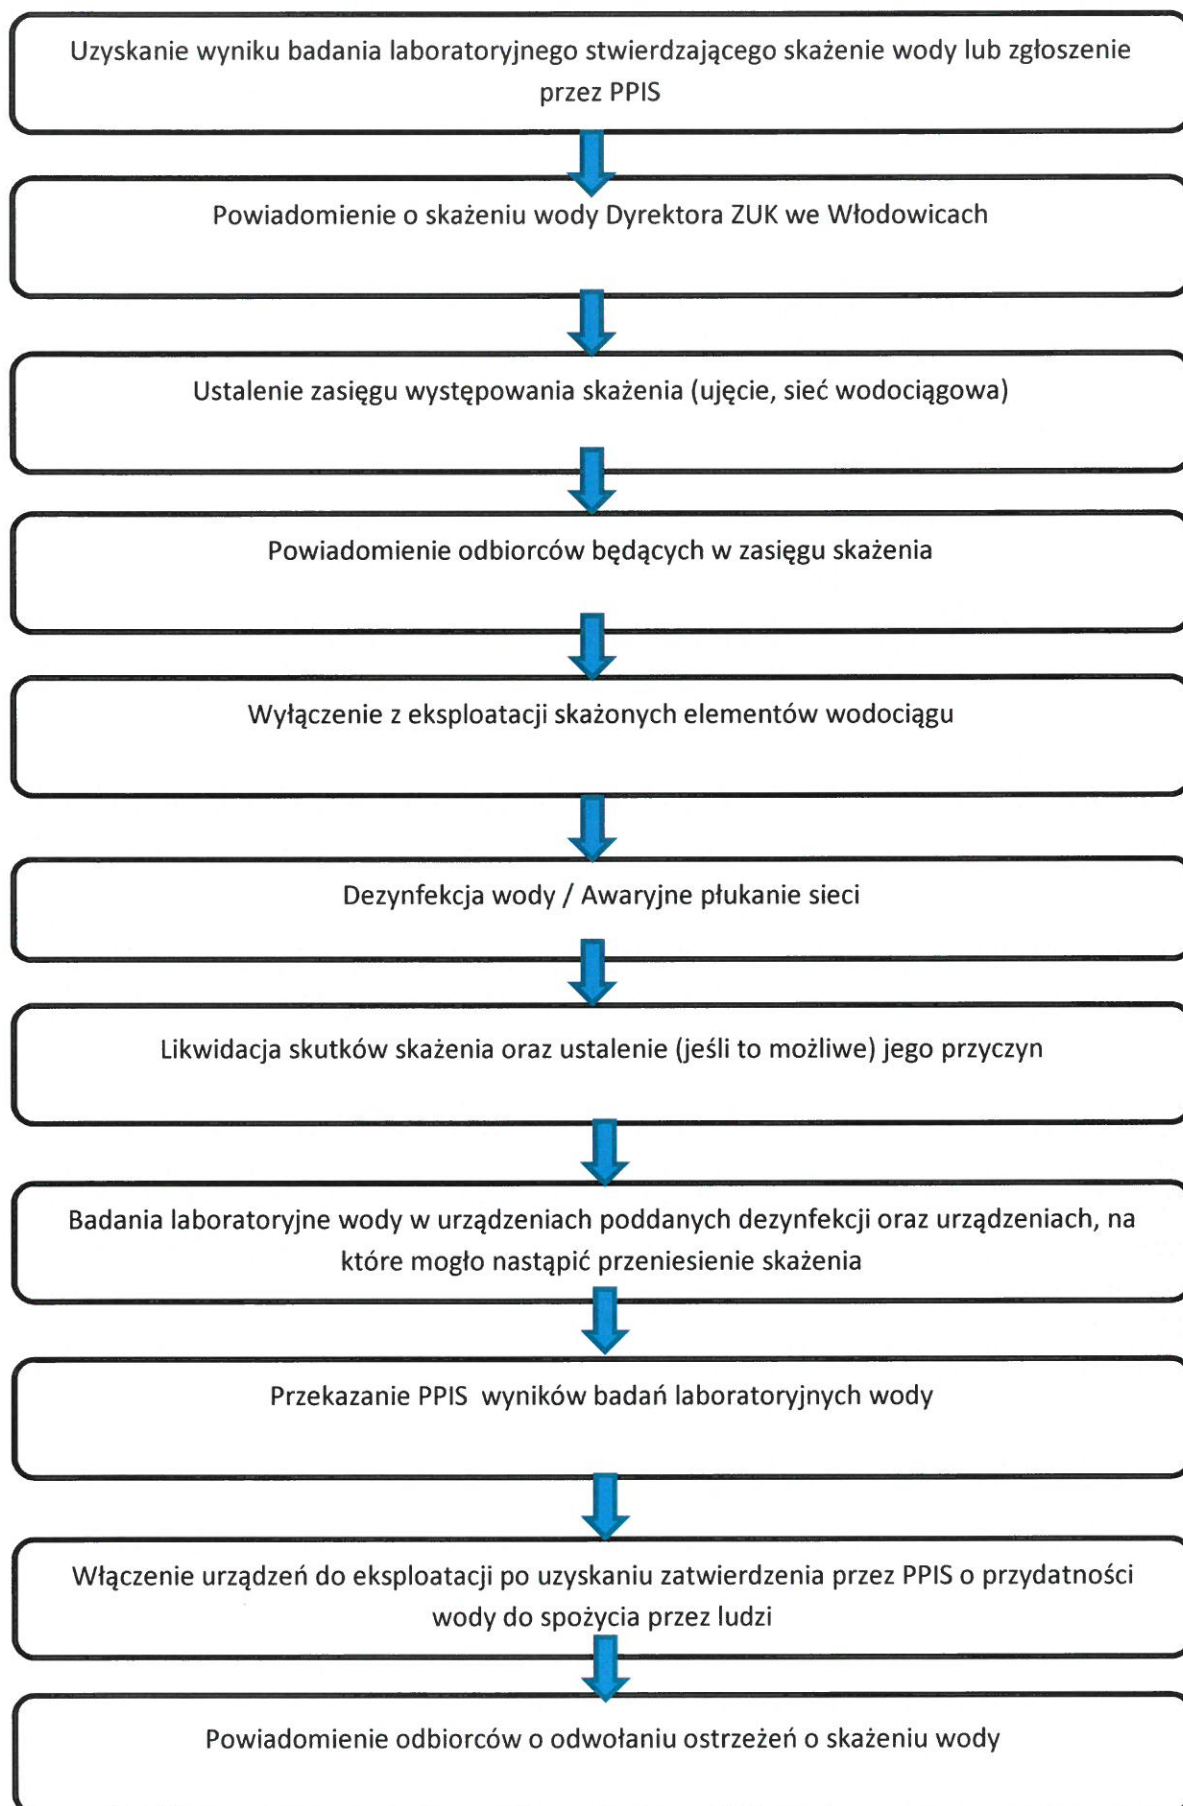 Uzyskanie wyniku badania laboratoryjnego stwierdzającego skażenie wody lub zgłoszenie
przez PPIS
Powiadomienie o skażeniu wody Dyrektora ZUK we Włodowicach
Ustalenie zasięgu występowania skażenia (ujęcie, sieć wodociągowa)
Powiadomienie odbiorców będących w zasięgu skażenia
Wyłączenie z eksploatacji skażonych elementów wodociągu
Dezynfekcja wody / Awaryjne płukanie sieci
Likwidacja skutków skażenia oraz ustalenie (jeśli to możliwe) jego przyczyn
Badania laboratoryjne wody w urządzeniach poddanych dezynfekcji oraz urządzeniach, na
które mogło nastąpić przeniesienie skażenia
Przekazanie PPIS  wyników badań laboratoryjnych wody
Włączenie urządzeń do eksploatacji po uzyskaniu zatwierdzenia przez PPIS o przydatności
wody do spożycia przez ludzi
Powiadomienie odbiorców o odwołaniu ostrzeżeń o skażeniu wody